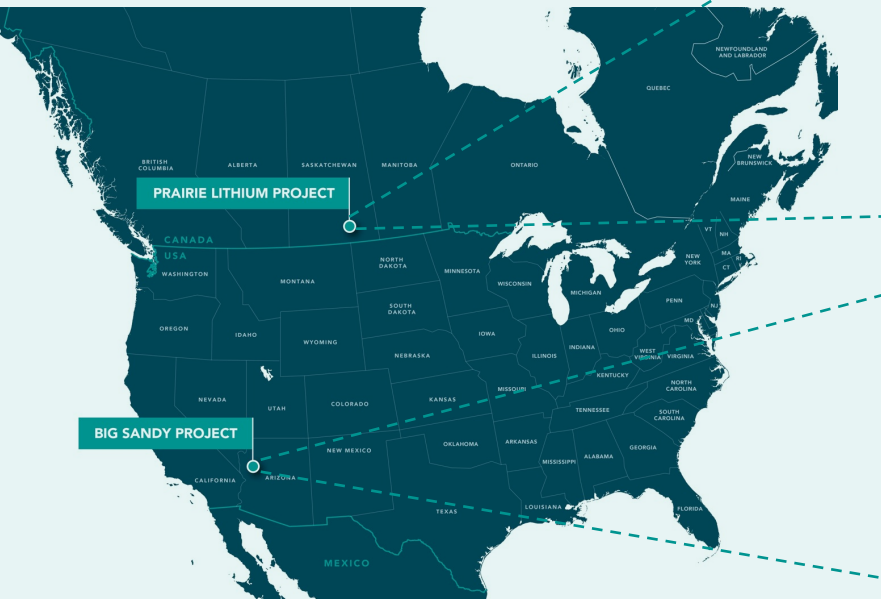 NEWFOUNDLAND
AND LABRADOR
QUEBEC
BRITISH
COLUMBIA
ALBERTA
SASKATCHEWAN
MANITOBA
ONTARIO
NEW
BRUNSWICK
PRAIRIE LITHIUM PROJECT
MAINE
CANADA
USA
WASHINGTON
MONTANA
NORTH
DAKOTA
MINNESOTA
VT
NH
NEW
YORK
MA
RI
CT
WISCONSIN
MICHIGAN
SOUTH
DAKOTA
PENN
NJ
MD
OREGON
IDAHO
WYOMING
IOWA
OHIO
NEBRASKA
ILLINOIS
INDIANA
WEST
VIRGINIA
VIRGINIA
KENTUCKY
NEVADA
UTAH
COLORADO
KANSAS
MISSOURI
NORTH
CAROLINA
TENNESSEE
SOUTH
CAROLINA
BIG SANDY PROJECT
NEW MEXICO
OKLAHOMA
ARKANSAS
MISSISSIPPI
ALABAMA
GEORGIA
CALIFORNIA
ARIZONA
TEXAS
LOUISIANA
FLORIDA
MEXICO